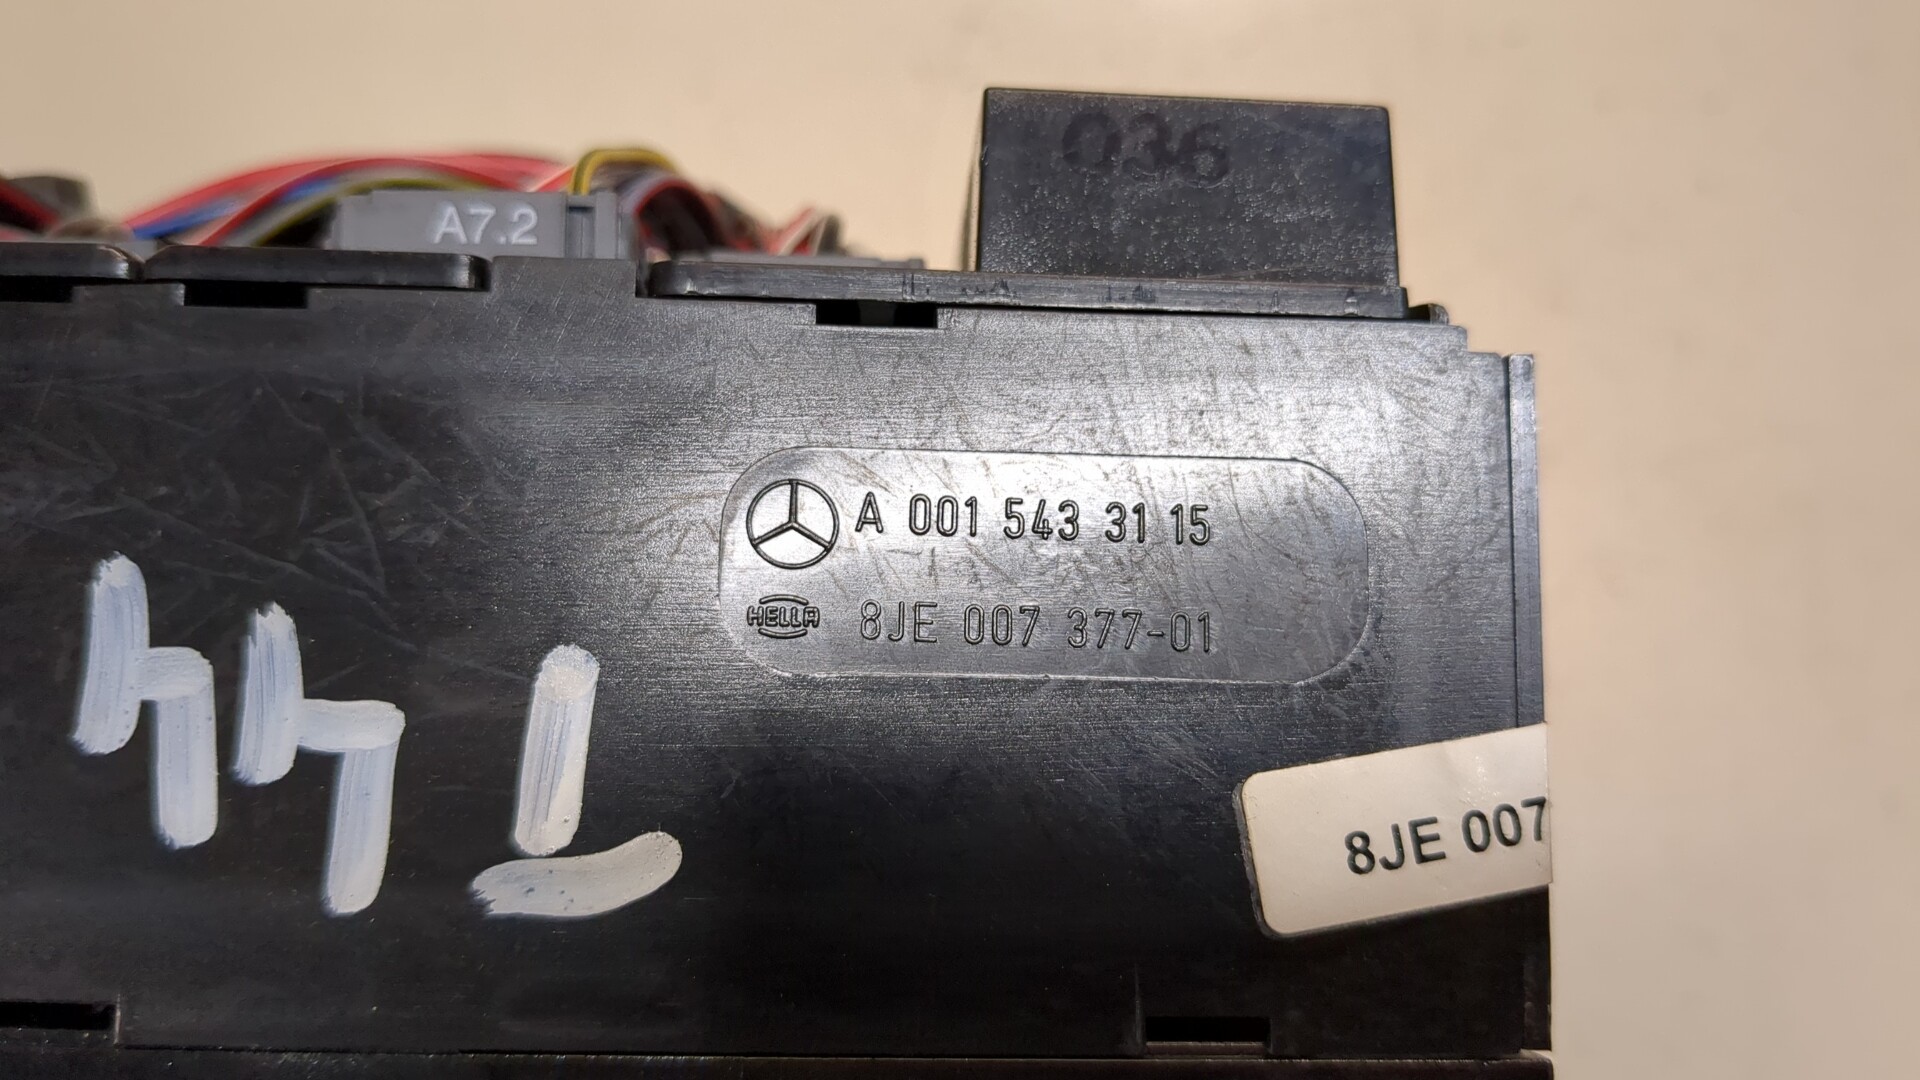 036
A7.2
A 001 543 31 15
HELLA 8JE 007 377-01
8JE 007